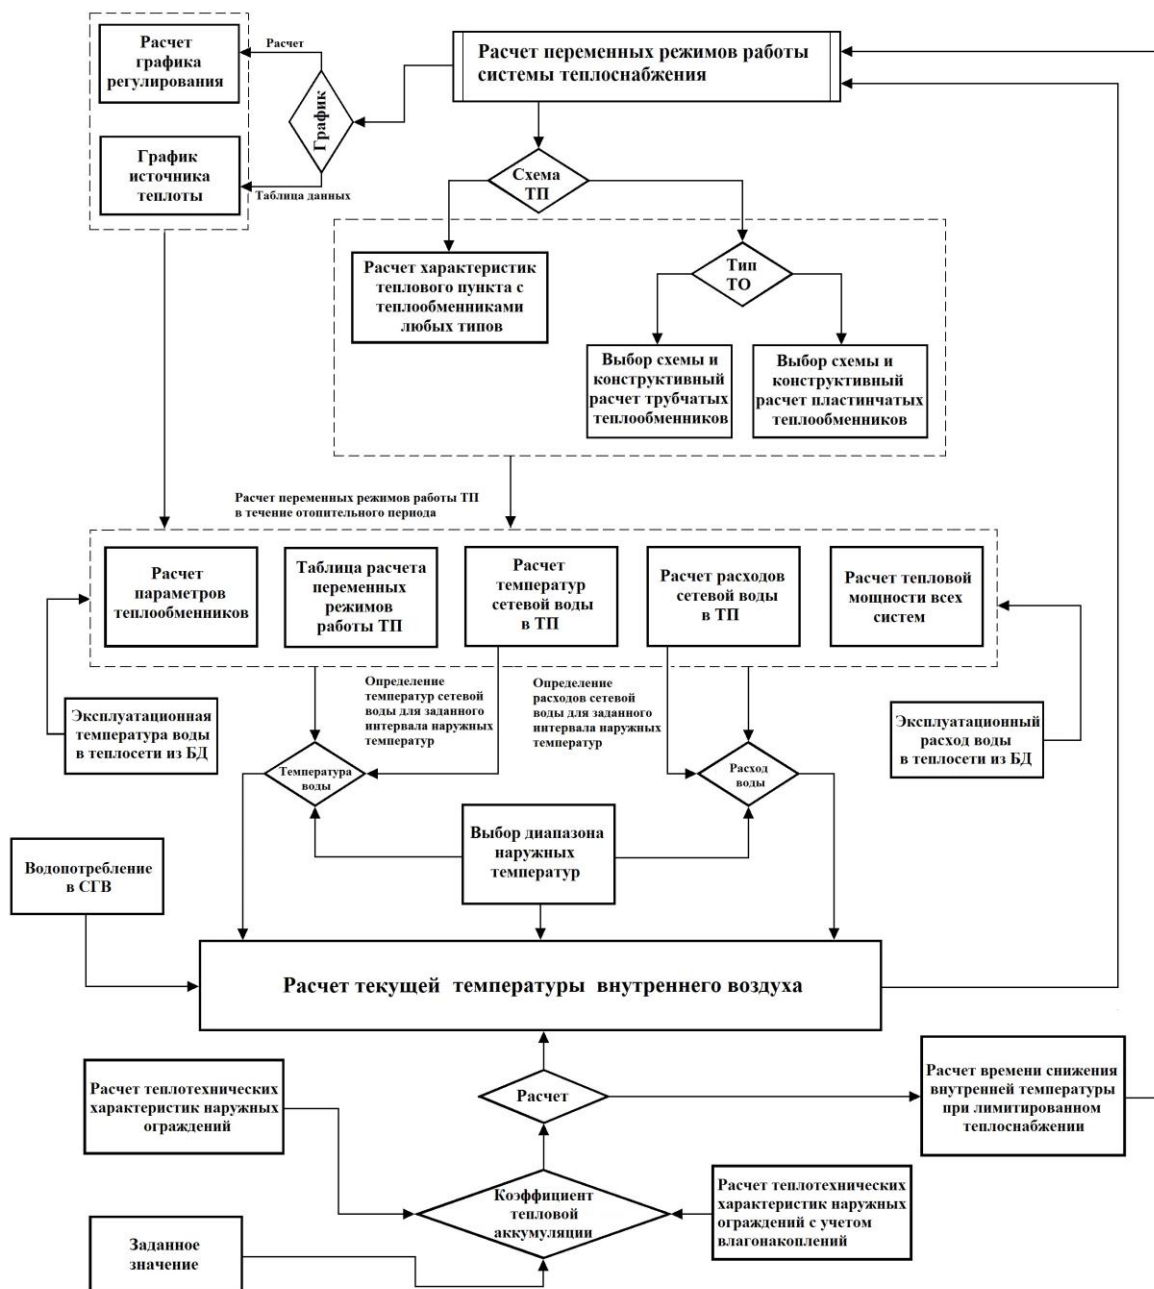 Расчет
графика
регулирования
Расчет
График
Таблица данных
График
источника
теплоты
Расчет переменных режимов работы
системы теплоснабжения
Схема
ТП
Расчет характеристик
теплового пункта с
теплообменниками
любых типов
Тип
ТО
Выбор схемы и
конструктивный
расчет трубчатых
теплообменников
Выбор схемы и
конструктивный
расчет пластинчатых
теплообменников
Расчет переменных режимов работы ТП
в течение отопительного периода
Расчет
параметров
теплообменников
Таблица расчета
переменных
режимов
работы ТП
Расчет
температур
сетевой воды
в ТП
Расчет расходов
сетевой воды
в ТП
Расчет тепловой
мощности всех
систем
Эксплуатационная
температура воды
в теплосети из БД
Определение
температур сетевой
воды для заданного
интервала наружных
температур
Определение
расходов сетевой
воды для заданного
интервала наружных
температур
Эксплуатационный
расход воды
в теплосети из БД
Температура
воды
Расход
воды
Выбор диапазона
наружных
температур
Водопотребление
в СГВ
Расчет текущей температуры внутреннего воздуха
Расчет теплотехнических
характеристик наружных
ограждений
Расчет
Расчет времени снижения
внутренней температуры
при лимитированном
теплоснабжении
Коэффициент
тепловой
аккумуляции
Расчет теплотехнических
характеристик наружных
ограждений с учетом
влагонакоплений
Заданное
значение